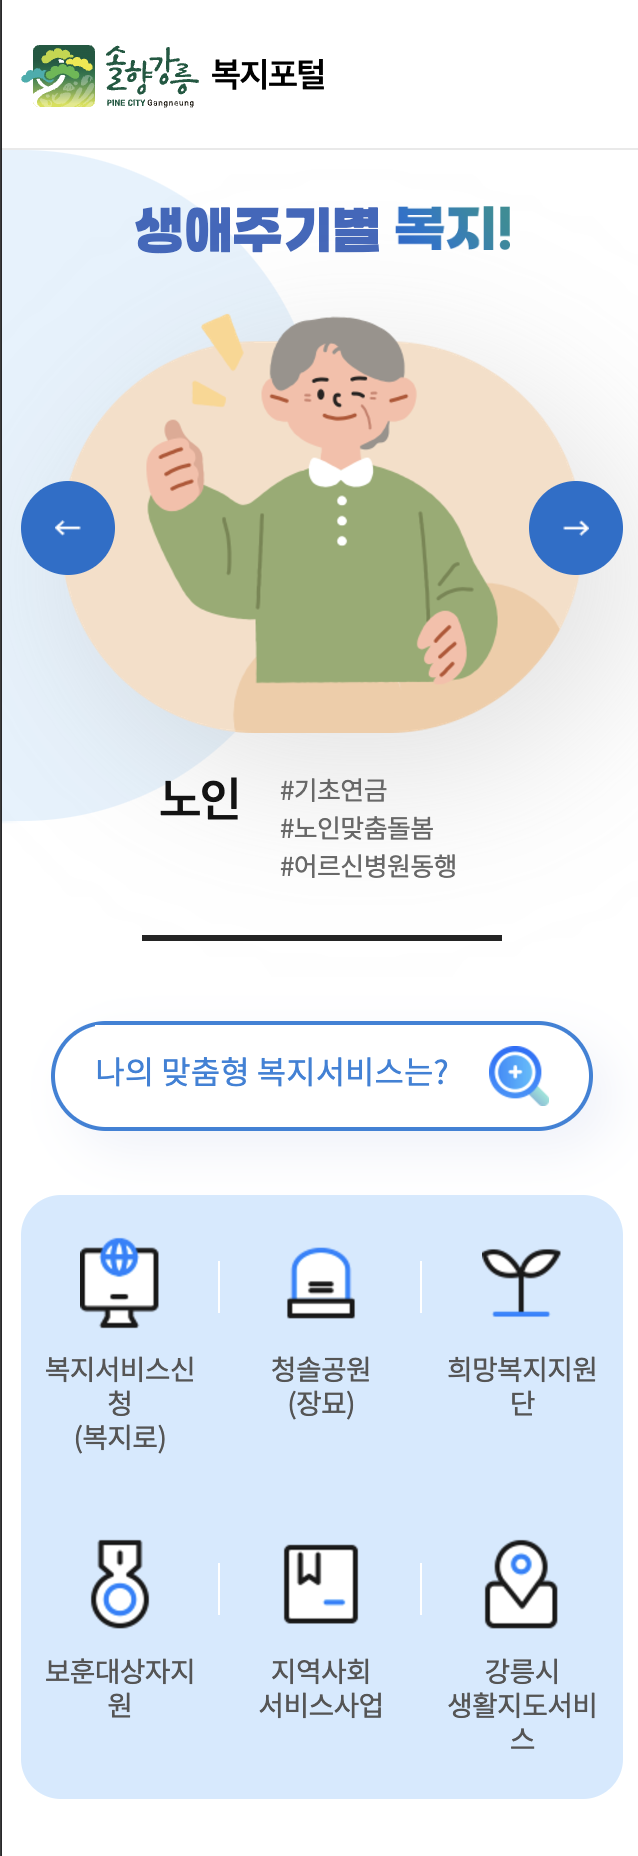 솔향강릉
PINE CITY Gangneung
복지포털
생애주기별 복지!
노인
#기초연금
#노인맞춤돌봄
#어르신병원동행
나의 맞춤형 복지서비스는?
복지서비스신
청
(복지로)
청솔공원
(장묘)
희망복지지원
단
보훈대상자지
원
지역사회
서비스사업
강릉시
생활지도서비
스